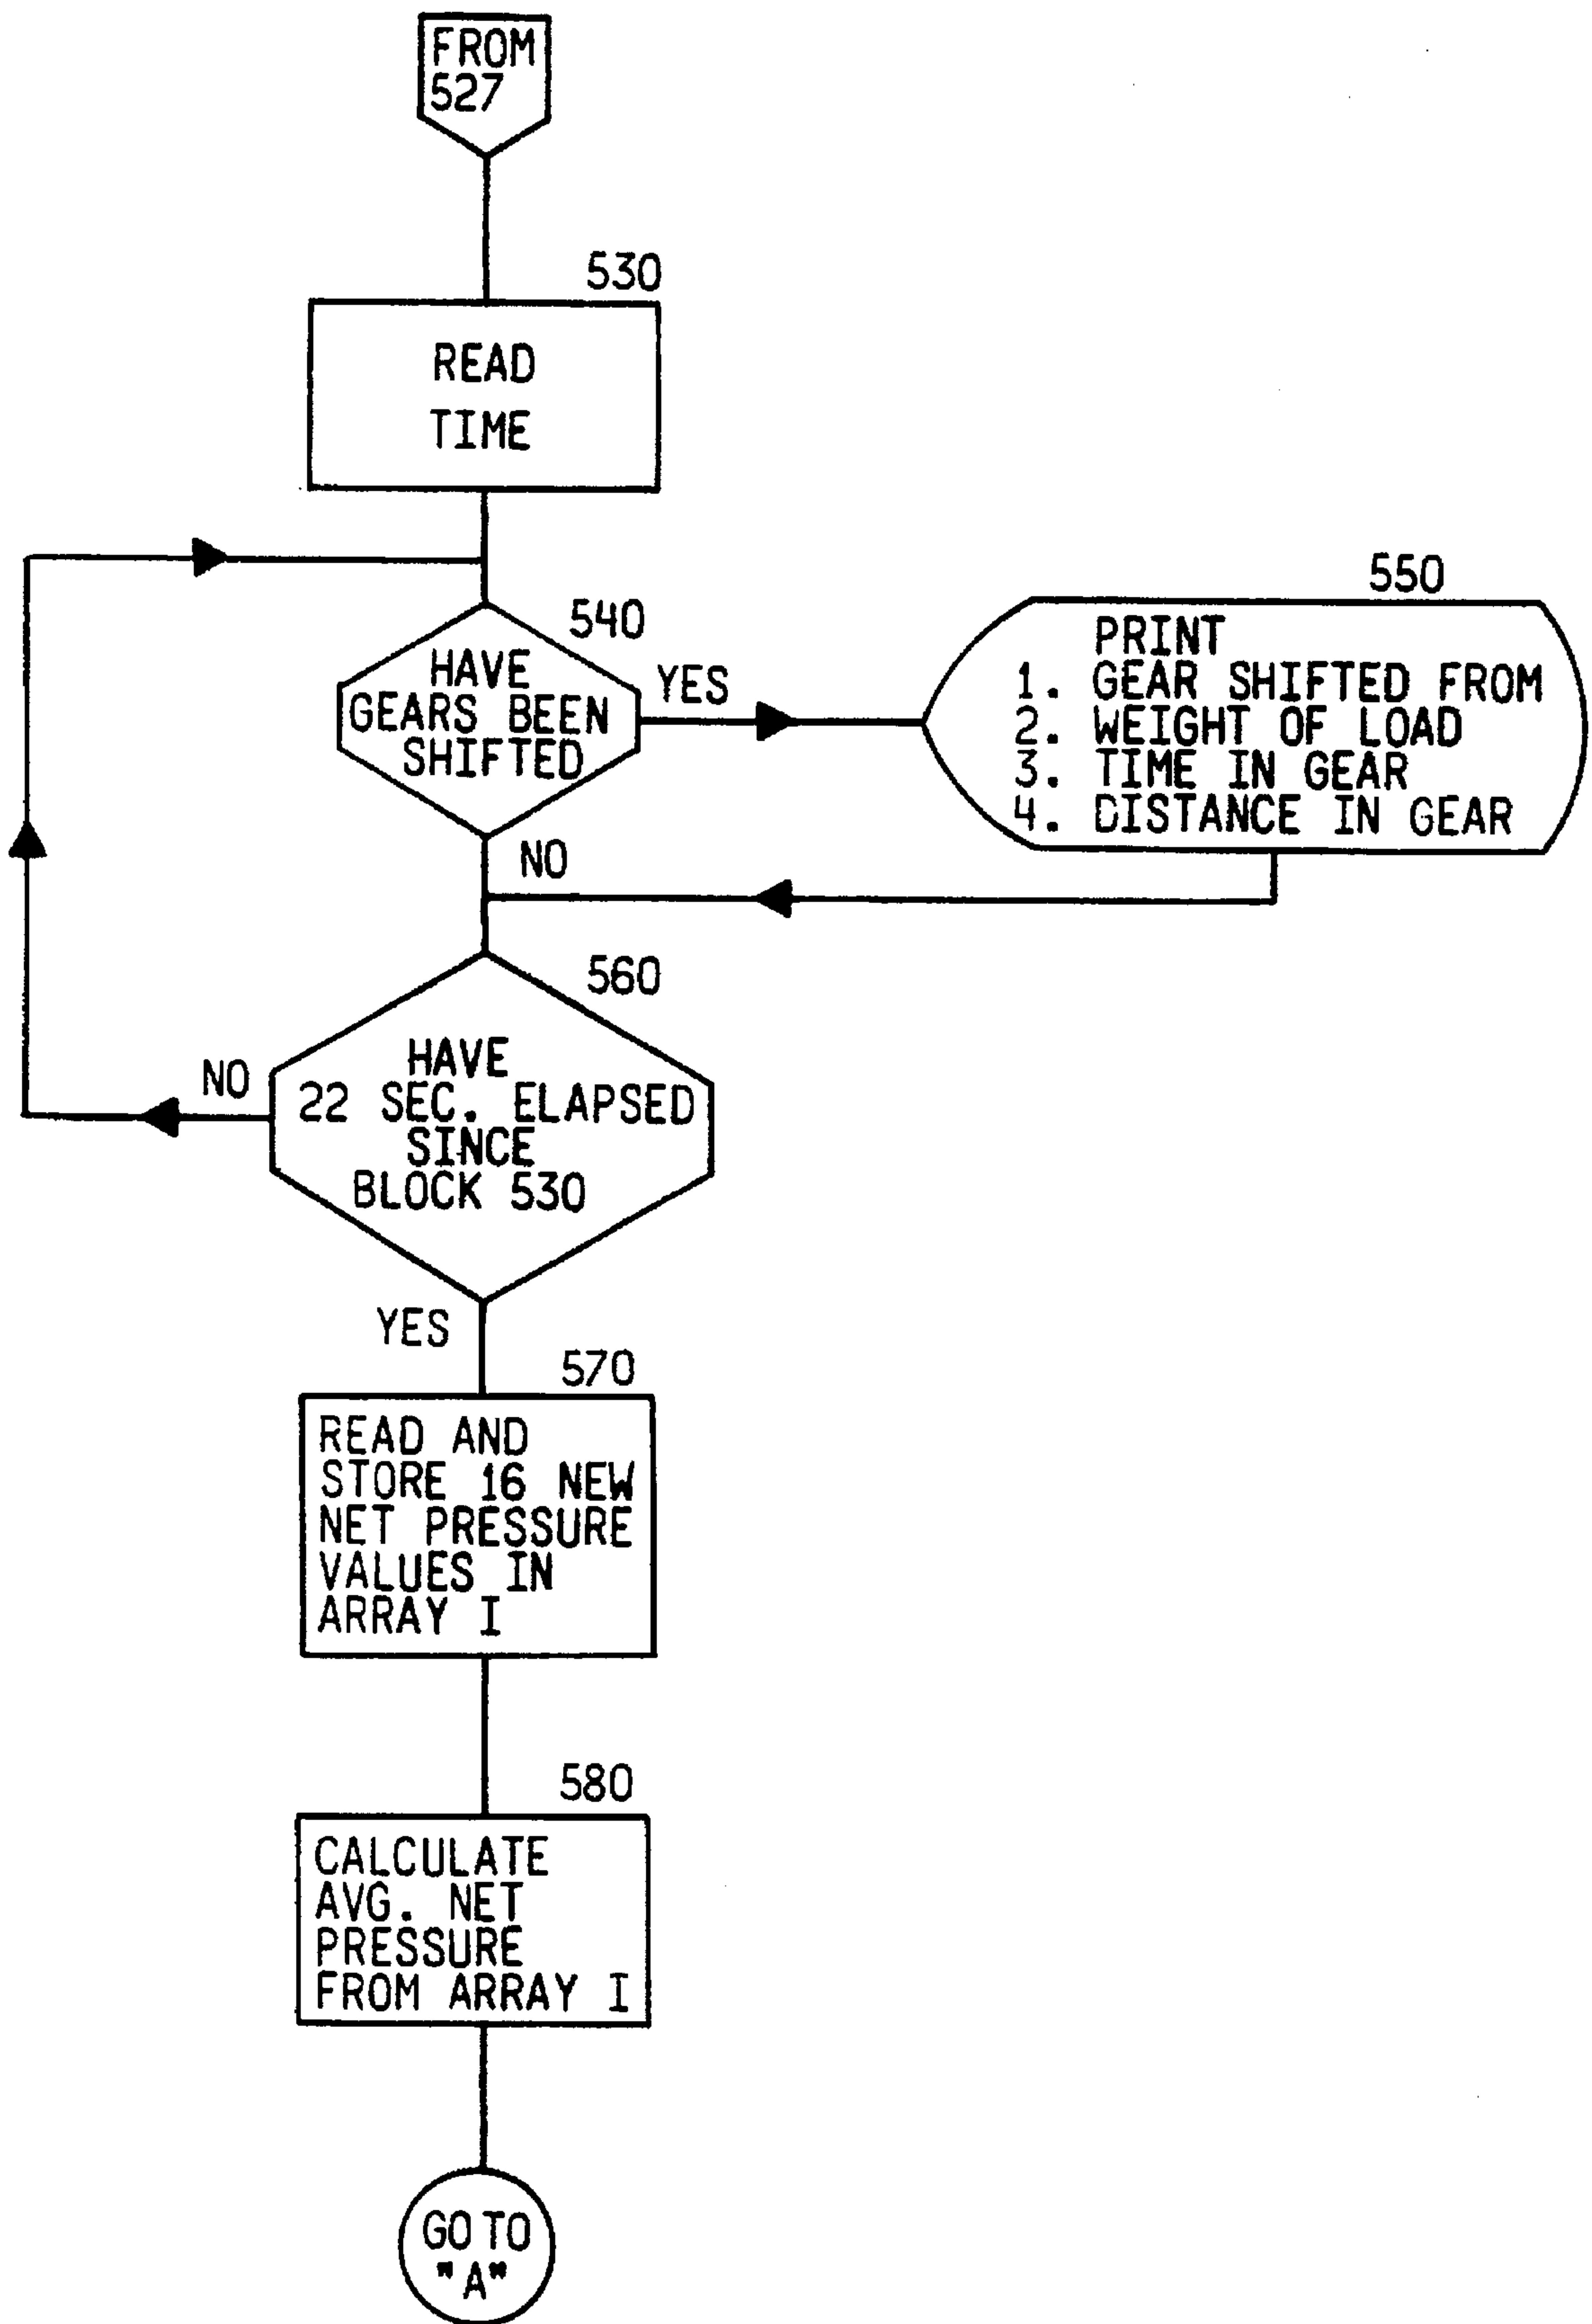 FROM
527
530
READ
TIME
540
HAVE
GEARS BEEN
SHIFTED
YES
550
PRINT
1. GEAR SHIFTED FROM
2. WEIGHT OF LOAD
3. TIME IN GEAR
4. DISTANCE IN GEAR
NO
560
HAVE
22 SEC. ELAPSED
SINCE
BLOCK 530
NO
YES
570
READ AND
STORE 16 NEW
NET PRESSURE
VALUES IN
ARRAY I
580
CALCULATE
AVG. NET
PRESSURE
FROM ARRAY I
GO TO
"A"